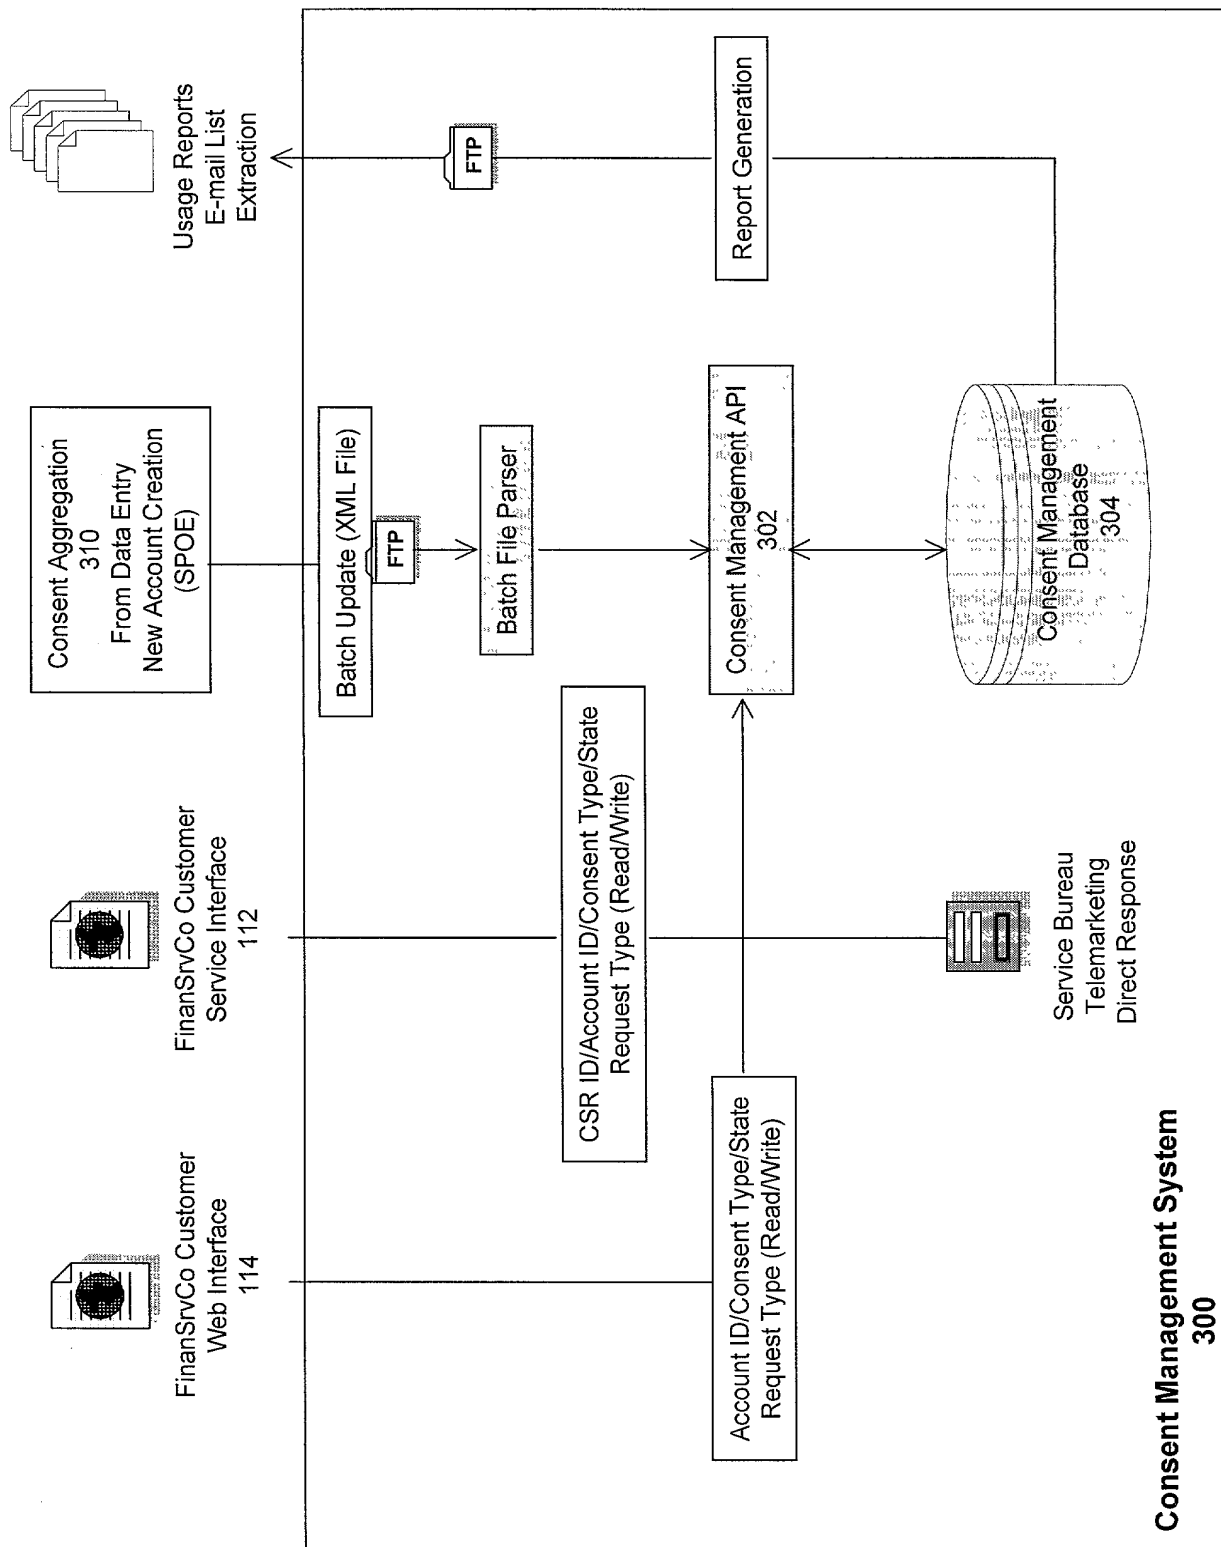 FinanSrvCo Customer
Web Interface
114
FinanSrvCo Customer
Service Interface
112
Consent Aggregation
310
From Data Entry
New Account Creation
(SPOE)
Usage Reports
E-mail List
Extraction
Batch Update (XML File)
FTP
FTP
Batch File Parser
CSR ID/Account ID/Consent Type/State
Request Type (Read/Write)
Account ID/Consent Type/State
Request Type (Read/Write)
Consent Management API
302
Report Generation
Service Bureau
Telemarketing
Direct Response
Consent Management
Database
304
Consent Management System
300